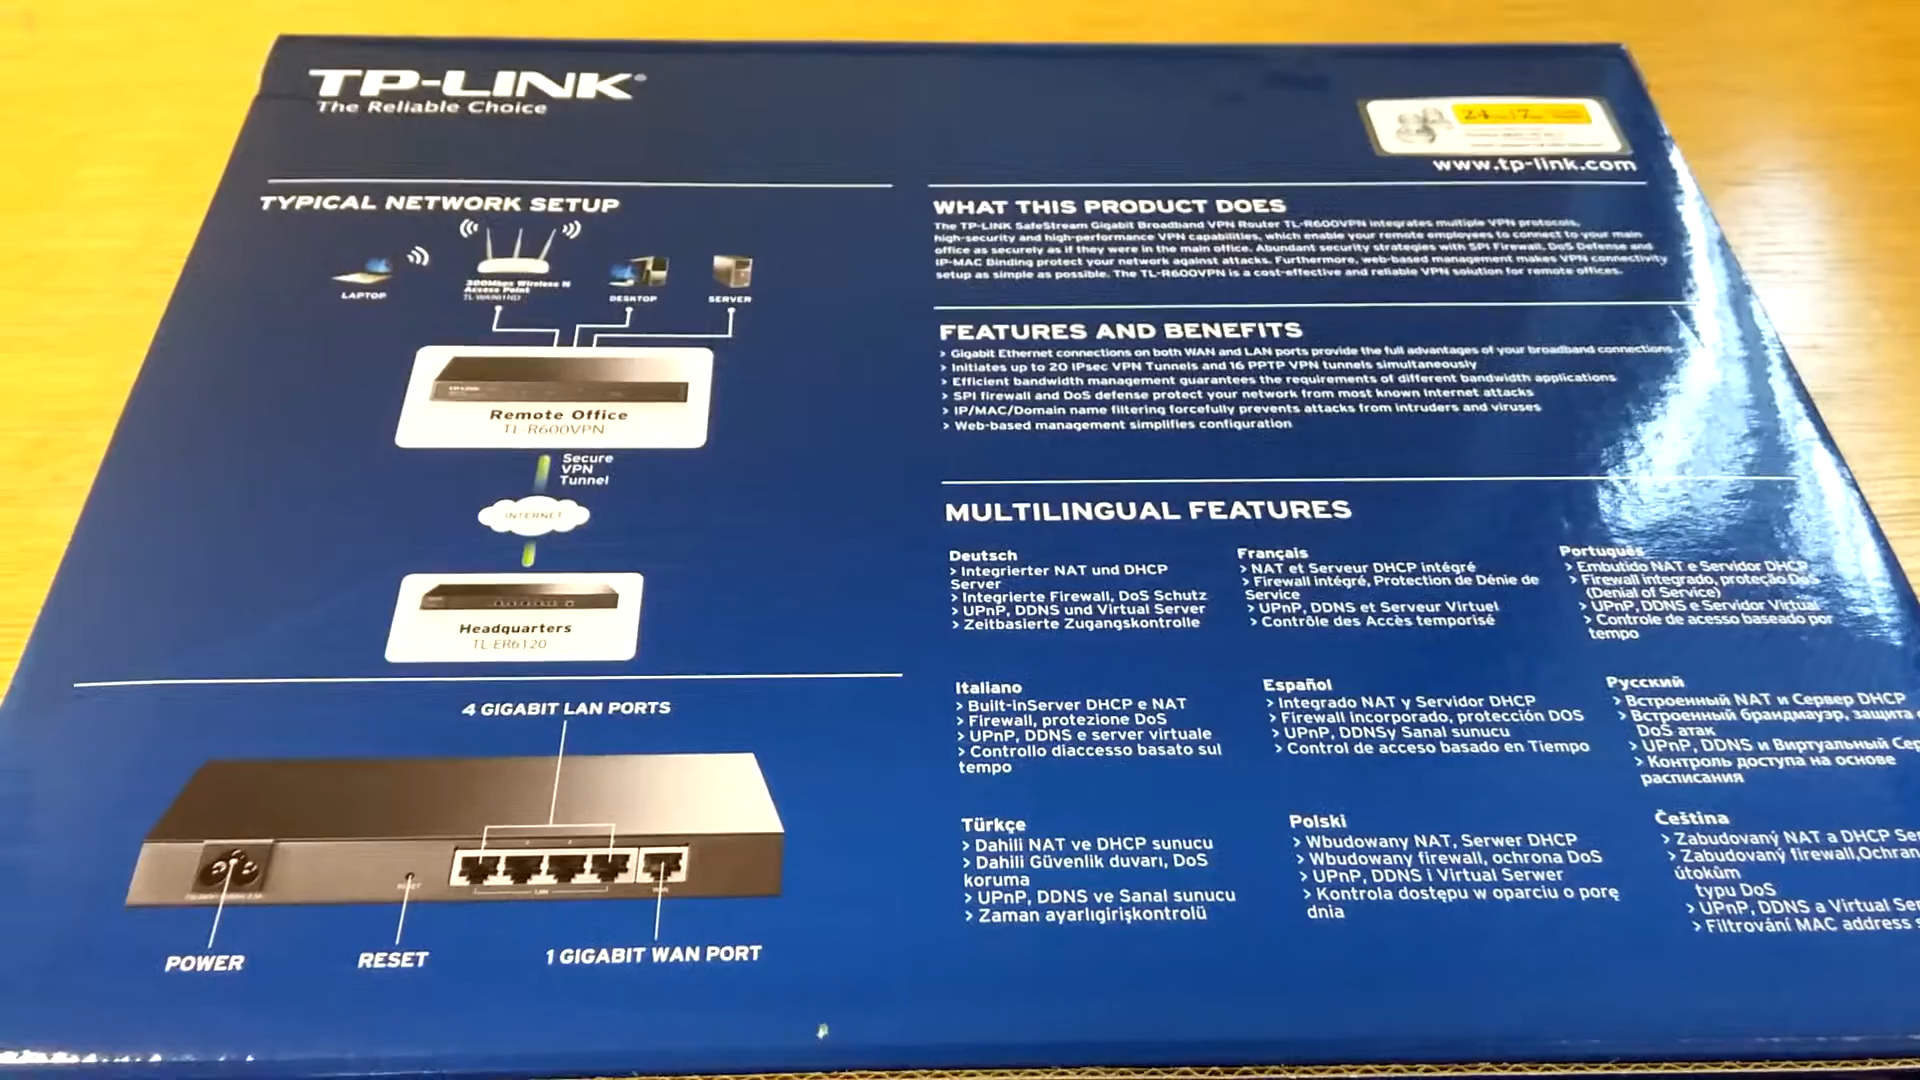 TP-LINK®
The Reliable Choice
24 7
www.tp-link.com
TYPICAL NETWORK SETUP
LAPTOP
300Mbps Wireless N
Access Point
TL-WA901ND
DESKTOP
SERVER
TP-LINK
Remote Office
TL-R600VPN
Secure
VPN
Tunnel
INTERNET
Headquarters
TL-ER6120
4 GIGABIT LAN PORTS
RESET
LAN
WAN
POWER
RESET
1 GIGABIT WAN PORT
WHAT THIS PRODUCT DOES
The TP-LINK SafeStream Gigabit Broadband VPN Router TL-R600VPN integrates multiple VPN protocols,
high-security and high-performance VPN capabilities, which enable your remote employees to connect to your main
office as securely as if they were in the main office. Abundant security strategies with SPI Firewall, DoS Defense and
IP-MAC Binding protect your network against attacks. Furthermore, web-based management makes VPN connectivity
setup as simple as possible. The TL-R600VPN is a cost-effective and reliable VPN solution for remote offices.
FEATURES AND BENEFITS
> Gigabit Ethernet connections on both WAN and LAN ports provide the full advantages of your broadband connections
> Initiates up to 20 IPsec VPN Tunnels and 16 PPTP VPN tunnels simultaneously
> Efficient bandwidth management guarantees the requirements of different bandwidth applications
> SPI firewall and DoS defense protect your network from most known Internet attacks
> IP/MAC/Domain name filtering forcefully prevents attacks from intruders and viruses
> Web-based management simplifies configuration
MULTILINGUAL FEATURES
Deutsch
> Integrierter NAT und DHCP
Server
> Integrierte Firewall, DoS Schutz
> UPnP, DDNS und Virtual Server
> Zeitbasierte Zugangskontrolle
Français
> NAT et Serveur DHCP intégré
> Firewall intégré, Protection de Dénie de
Service
> UPnP, DDNS et Serveur Virtuel
> Contrôle des Accès temporisé
Português
> Embutido NAT e Servidor DHCP
> Firewall integrado, proteção DoS
(Denial of Service)
> UPnP, DDNS e Servidor Virtual
> Controle de acesso baseado por
tempo
Italiano
> Built-inServer DHCP e NAT
> Firewall, protezione DoS
> UPnP, DDNS e server virtuale
> Controllo diaccesso basato sul
tempo
Español
> Integrado NAT y Servidor DHCP
> Firewall incorporado, protección DOS
> UPnP, DDNSy Sanal sunucu
> Control de acceso basado en Tiempo
Русский
> Встроенный NAT и Сервер DHCP
> Встроенный брандмауэр, защита
DoS атак
> UPnP, DDNS и Виртуальный Сер
> Контроль доступа на основе
расписания
Türkçe
> Dahili NAT ve DHCP sunucu
> Dahili Güvenlik duvarı, DoS
koruma
> UPnP, DDNS ve Sanal sunucu
> Zaman ayarlıgirişkontrolü
Polski
> Wbudowany NAT, Serwer DHCP
> Wbudowany firewall, ochrona DoS
> UPnP, DDNS i Virtual Serwer
> Kontrola dostępu w oparciu o porę
dnia
Čeština
> Zabudovaný NAT a DHCP Se
> Zabudovaný firewall,Ochran
útokům
typu DoS
> UPnP, DDNS a Virtual Se
> Filtrování MAC address